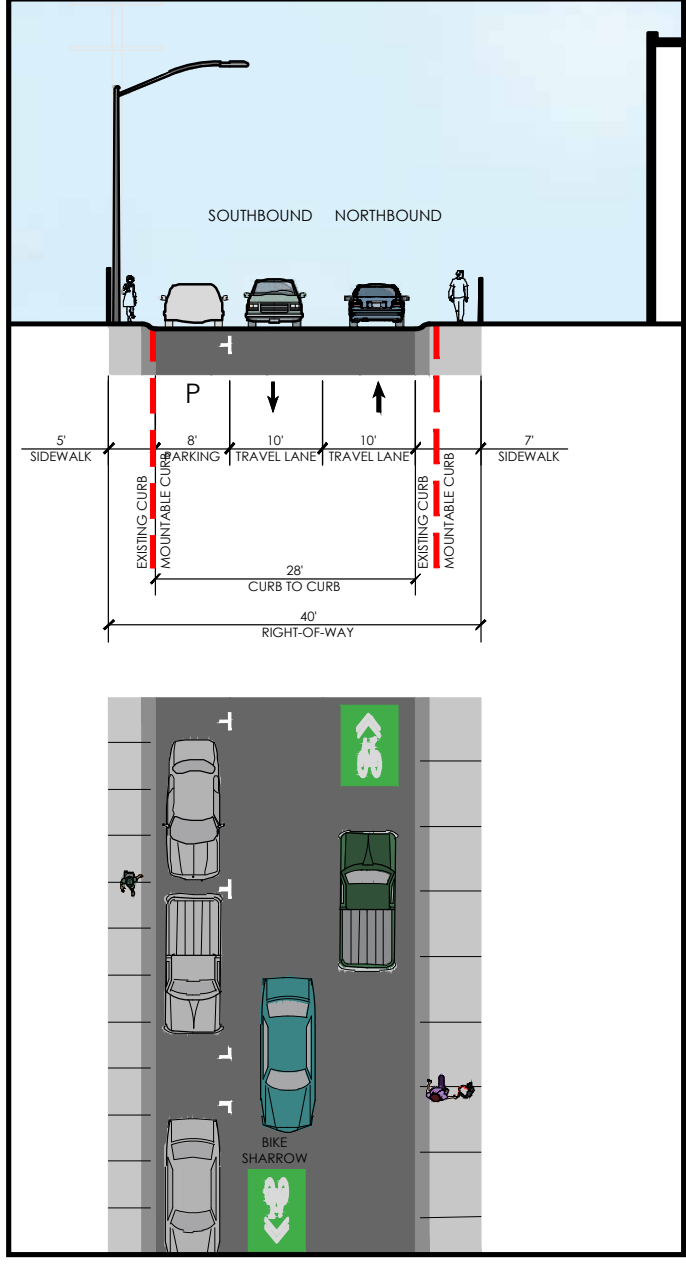 SOUTHBOUND NORTHBOUND
P
5' 8' 10' 10' 7'
SIDEWALK PARKING TRAVEL LANE TRAVEL LANE SIDEWALK
EXISTING CURB
MOUNTABLE CURB
EXISTING CURB
MOUNTABLE CURB
28'
CURB TO CURB
40'
RIGHT-OF-WAY
BIKE
SHARROW